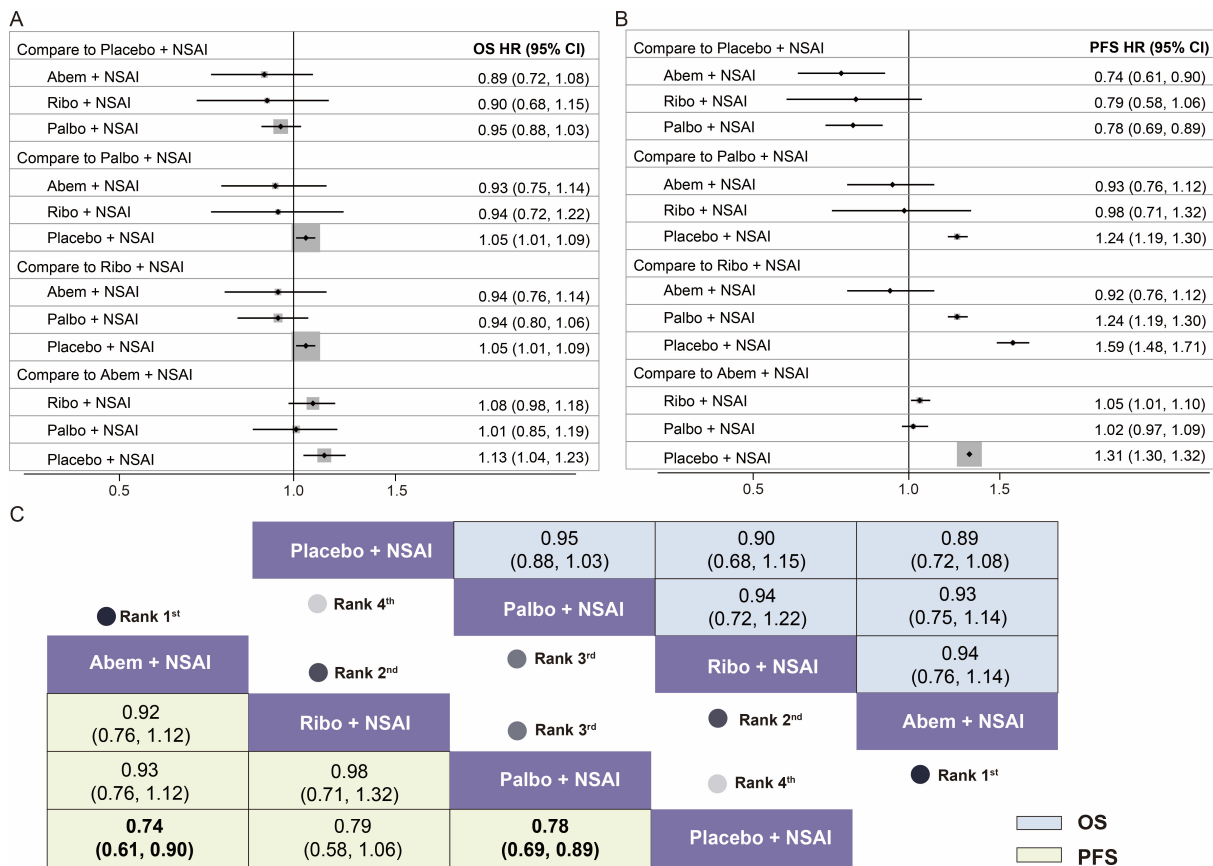 A
Compare to Placebo + NSAI OS HR (95% CI)
Abem + NSAI 0.89 (0.72, 1.08)
Ribo + NSAI 0.90 (0.68, 1.15)
Palbo + NSAI 0.95 (0.88, 1.03)
Compare to Palbo + NSAI
Abem + NSAI 0.93 (0.75, 1.14)
Ribo + NSAI 0.94 (0.72, 1.22)
Placebo + NSAI 1.05 (1.01, 1.09)
Compare to Ribo + NSAI
Abem + NSAI 0.94 (0.76, 1.14)
Palbo + NSAI 0.94 (0.80, 1.06)
Placebo + NSAI 1.05 (1.01, 1.09)
Compare to Abem + NSAI
Ribo + NSAI 1.08 (0.98, 1.18)
Palbo + NSAI 1.01 (0.85, 1.19)
Placebo + NSAI 1.13 (1.04, 1.23)
0.5 1.0 1.5
B
Compare to Placebo + NSAI PFS HR (95% CI)
Abem + NSAI 0.74 (0.61, 0.90)
Ribo + NSAI 0.79 (0.58, 1.06)
Palbo + NSAI 0.78 (0.69, 0.89)
Compare to Palbo + NSAI
Abem + NSAI 0.93 (0.76, 1.12)
Ribo + NSAI 0.98 (0.71, 1.32)
Placebo + NSAI 1.24 (1.19, 1.30)
Compare to Ribo + NSAI
Abem + NSAI 0.92 (0.76, 1.12)
Palbo + NSAI 1.24 (1.19, 1.30)
Placebo + NSAI 1.59 (1.48, 1.71)
Compare to Abem + NSAI
Ribo + NSAI 1.05 (1.01, 1.10)
Palbo + NSAI 1.02 (0.97, 1.09)
Placebo + NSAI 1.31 (1.30, 1.32)
0.5 1.0 1.5
C
Placebo + NSAI 0.95 0.90 0.89
(0.88, 1.03) (0.68, 1.15) (0.72, 1.08)
Rank 1st Rank 4th Palbo + NSAI 0.94 0.93
(0.72, 1.22) (0.75, 1.14)
Abem + NSAI Rank 2nd Rank 3rd Ribo + NSAI 0.94
(0.76, 1.14)
0.92 Ribo + NSAI Rank 3rd Rank 2nd Abem + NSAI
(0.76, 1.12)
0.93 0.98 Palbo + NSAI Rank 4th Rank 1st
(0.76, 1.12) (0.71, 1.32)
0.74 0.79 0.78 Placebo + NSAI OS
(0.61, 0.90) (0.58, 1.06) (0.69, 0.89) PFS